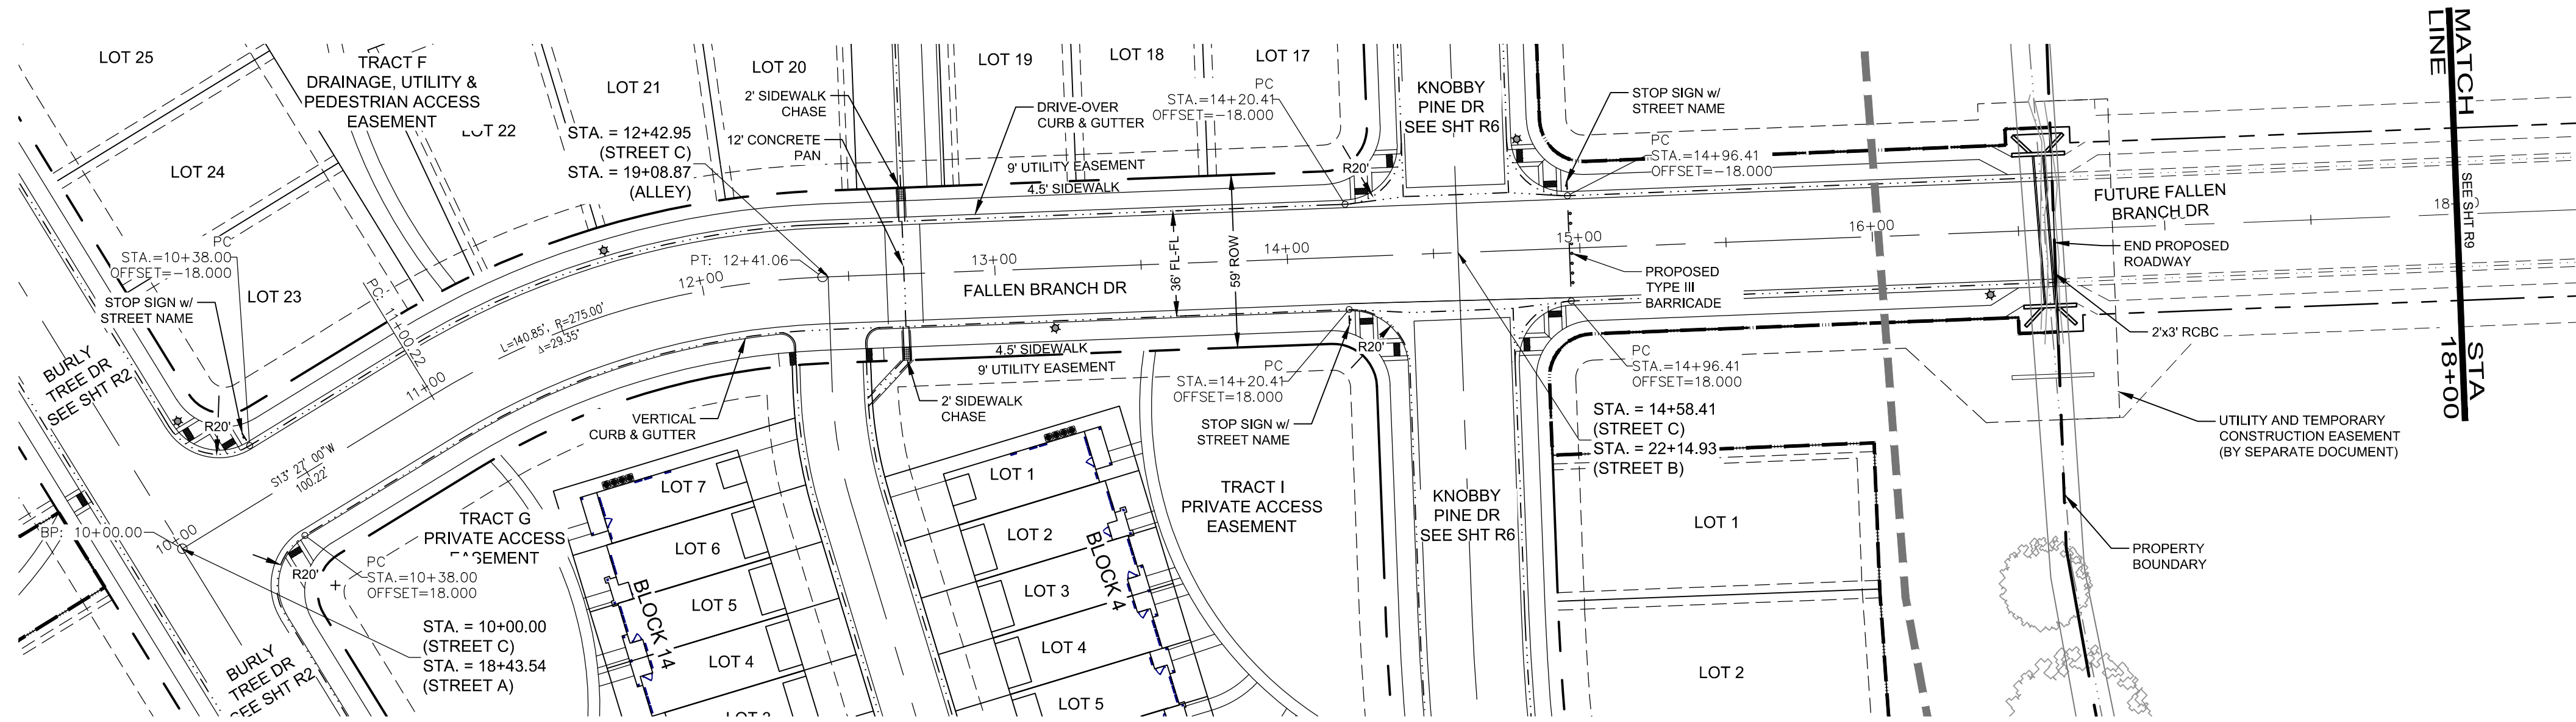 LOT 25
TRACT F
DRAINAGE, UTILITY &
PEDESTRIAN ACCESS
EASEMENT
LOT 24
LOT 22
LOT 21
LOT 20
LOT 19
LOT 18
LOT 17
2' SIDEWALK
CHASE
12' CONCRETE
PAN
STA. = 12+42.95
(STREET C)
STA. = 19+08.87
(ALLEY)
DRIVE-OVER
CURB & GUTTER
PC
STA.=14+20.41
OFFSET=-18.000
9' UTILITY EASEMENT
4.5' SIDEWALK
R20'
KNOBBY
PINE DR
SEE SHT R6
STOP SIGN w/
STREET NAME
PC
STA.=14+96.41
OFFSET=-18.000
MATCH
LINE
SEE SHT R9
STA
18+00
FUTURE FALLEN
BRANCH DR
END PROPOSED
ROADWAY
2'x3' RCBC
UTILITY AND TEMPORARY
CONSTRUCTION EASEMENT
(BY SEPARATE DOCUMENT)
PROPERTY
BOUNDARY
PC
STA.=10+38.00
OFFSET=-18.000
STOP SIGN w/
STREET NAME
LOT 23
PC: 11+00.22
L=140.85', R=275.00'
Δ=29.35°
PT: 12+41.06
10+00
11+00
12+00
13+00
14+00
15+00
16+00
FALLEN BRANCH DR
36' FL-FL
59' ROW
PROPOSED
TYPE III
BARRICADE
BURLY
TREE DR
SEE SHT R2
R20'
S13° 27' 00"W
100.22'
BP: 10+00.00
R20'
PC
STA.=10+38.00
OFFSET=18.000
STA. = 10+00.00
(STREET C)
STA. = 18+43.54
(STREET A)
BURLY
TREE DR
SEE SHT R2
TRACT G
PRIVATE ACCESS
EASEMENT
VERTICAL
CURB & GUTTER
4.5' SIDEWALK
9' UTILITY EASEMENT
2' SIDEWALK
CHASE
PC
STA.=14+20.41
OFFSET=18.000
STOP SIGN w/
STREET NAME
R20'
PC
STA.=14+96.41
OFFSET=18.000
STA. = 14+58.41
(STREET C)
STA. = 22+14.93
(STREET B)
LOT 7
LOT 6
LOT 5
LOT 4
BLOCK 14
LOT 1
LOT 2
LOT 3
LOT 4
LOT 5
BLOCK 4
TRACT I
PRIVATE ACCESS
EASEMENT
KNOBBY
PINE DR
SEE SHT R6
LOT 1
LOT 2